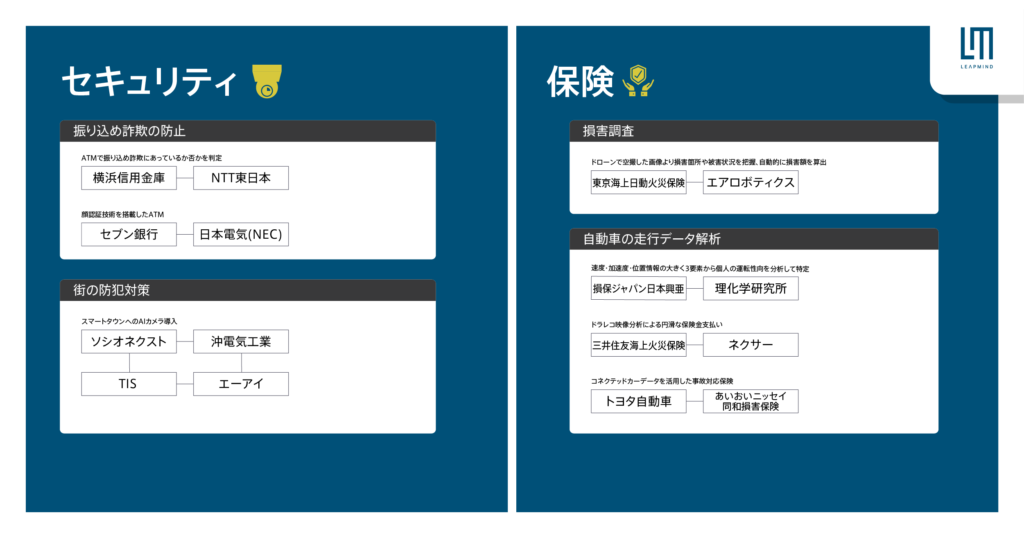 セキュリティ
振り込め詐欺の防止
ATMで振り込め詐欺にあっているか否かを判定
横浜信用金庫
NTT東日本
顔認証技術を搭載したATM
セブン銀行
日本電気(NEC)
街の防犯対策
スマートタウンへのAIカメラ導入
ソシオネクスト
沖電気工業
TIS
エーアイ
保険
損害調査
ドローンで空撮した画像より損害箇所や被害状況を把握、自動的に損害額を算出
東京海上日動火災保険
エアロボティクス
自動車の走行データ解析
速度・加速度・位置情報の大きく3要素から個人の運転性向を分析して特定
損保ジャパン日本興亜
理化学研究所
ドラレコ映像分析による円滑な保険金支払い
三井住友海上火災保険
ネクサー
コネクテッドカーデータを活用した事故対応保険
トヨタ自動車
あいおいニッセイ
同和損害保険
LM
LEAPMIND